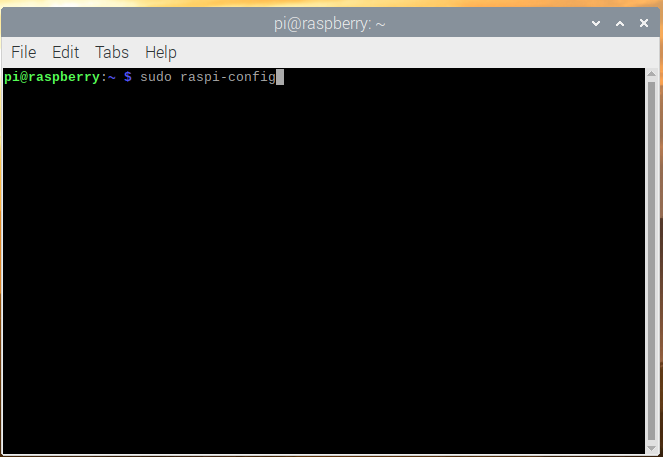 pi@raspberry: ~
File Edit Tabs Help
pi@raspberry:~ $ sudo raspi-config